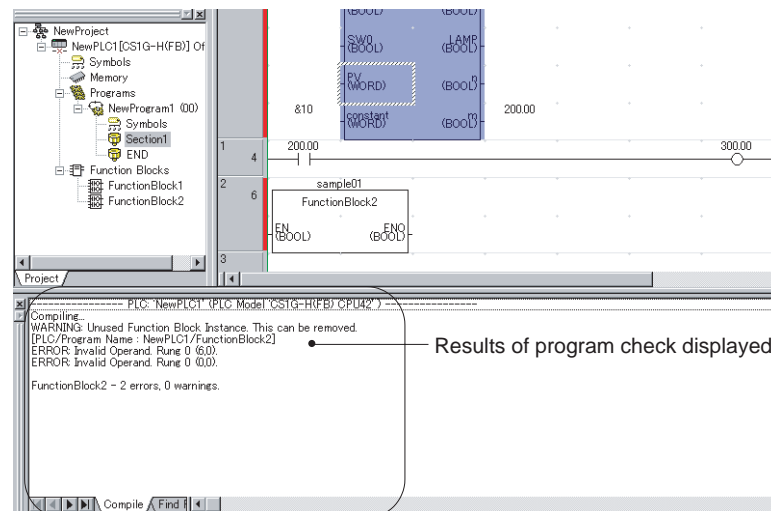 NewProject
NewPLC1[CS1G-H(FB)] Of
Symbols
Memory
Programs
NewProgram1 (00)
Symbols
Section1
END
Function Blocks
FunctionBlock1
FunctionBlock2
Project
(BOOL) (BOOL)
SW0 LAMP
(BOOL) (BOOL)
PV n
(WORD) (BOOL)
&10 constant m 200.00
(WORD) (BOOL)
1 200.00 300.00
4
2 sample01
6 FunctionBlock2
EN ENO
(BOOL) (BOOL)
3
---------------- PLC: 'NewPLC1' (PLC Model 'CS1G-H(FB) CPU42') ----------------
Compiling...
WARNING: Unused Function Block Instance. This can be removed.
[PLC/Program Name : NewPLC1/FunctionBlock2]
ERROR: Invalid Operand. Rung 0 (6,0).
ERROR: Invalid Operand. Rung 0 (0,0).
FunctionBlock2 - 2 errors, 0 warnings.
Results of program check displayed
Compile Find